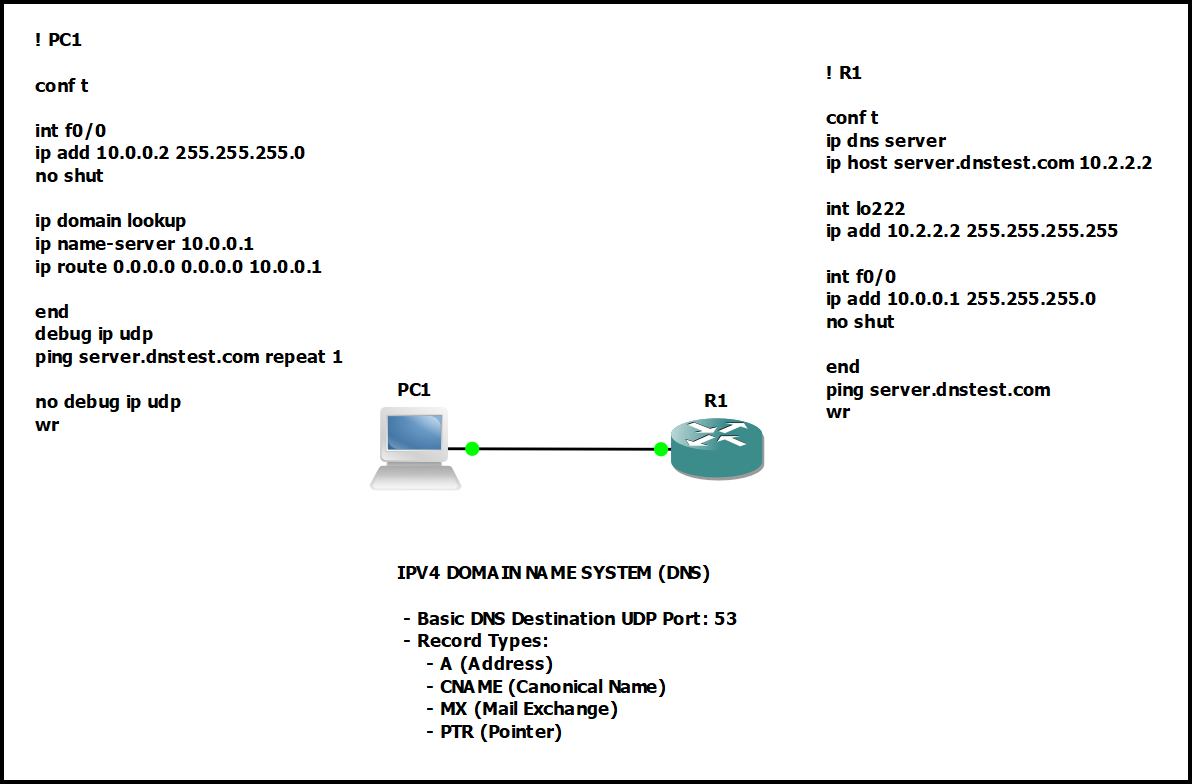 ! PC1
conf t
int f0/0
ip add 10.0.0.2 255.255.255.0
no shut
ip domain lookup
ip name-server 10.0.0.1
ip route 0.0.0.0 0.0.0.0 10.0.0.1
end
debug ip udp
ping server.dnstest.com repeat 1
no debug ip udp
wr
! R1
conf t
ip dns server
ip host server.dnstest.com 10.2.2.2
int lo222
ip add 10.2.2.2 255.255.255.255
int f0/0
ip add 10.0.0.1 255.255.255.0
no shut
end
ping server.dnstest.com
wr
PC1
R1
IPV4 DOMAIN NAME SYSTEM (DNS)
- Basic DNS Destination UDP Port: 53
- Record Types:
- A (Address)
- CNAME (Canonical Name)
- MX (Mail Exchange)
- PTR (Pointer)